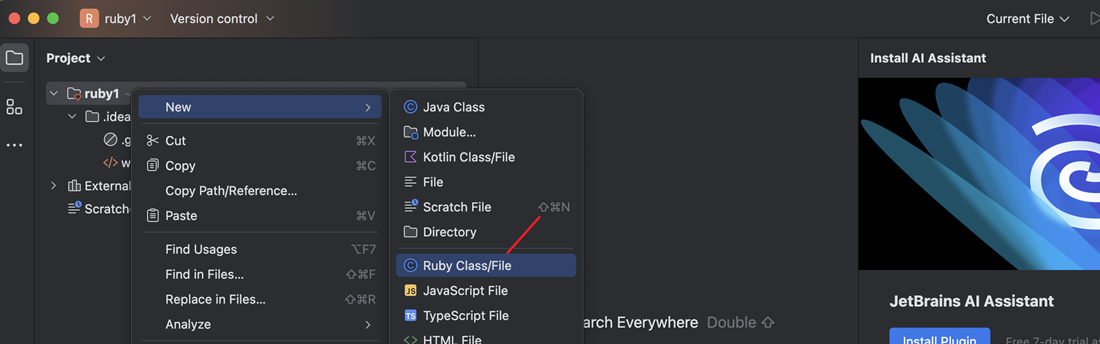 R ruby1 Version control Current File
Project Install AI Assistant
ruby1
.idea
.g
w
External
Scratch
New
Cut ⌘X
Copy ⌘C
Copy Path/Reference...
Paste ⌘V
Find Usages ⌥F7
Find in Files... ⇧⌘F
Replace in Files... ⇧⌘R
Analyze
Java Class
Module...
Kotlin Class/File
File
Scratch File ⇧⌘N
Directory
Ruby Class/File
JS JavaScript File
TS TypeScript File
HTML File
arch Everywhere Double ⇧
JetBrains AI Assistant
Install Plugin Free 7-day trial a